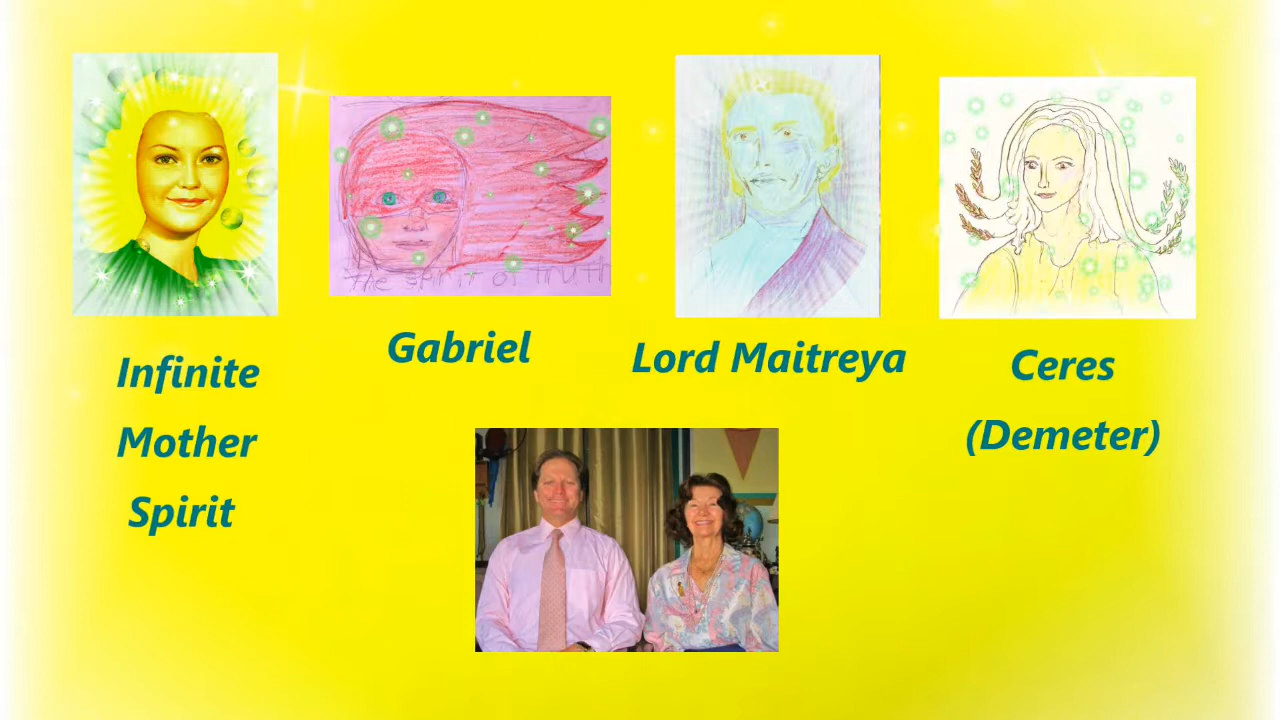 the spirit of truth
Gabriel
Lord Maitreya
Ceres
(Demeter)
Infinite
Mother
Spirit